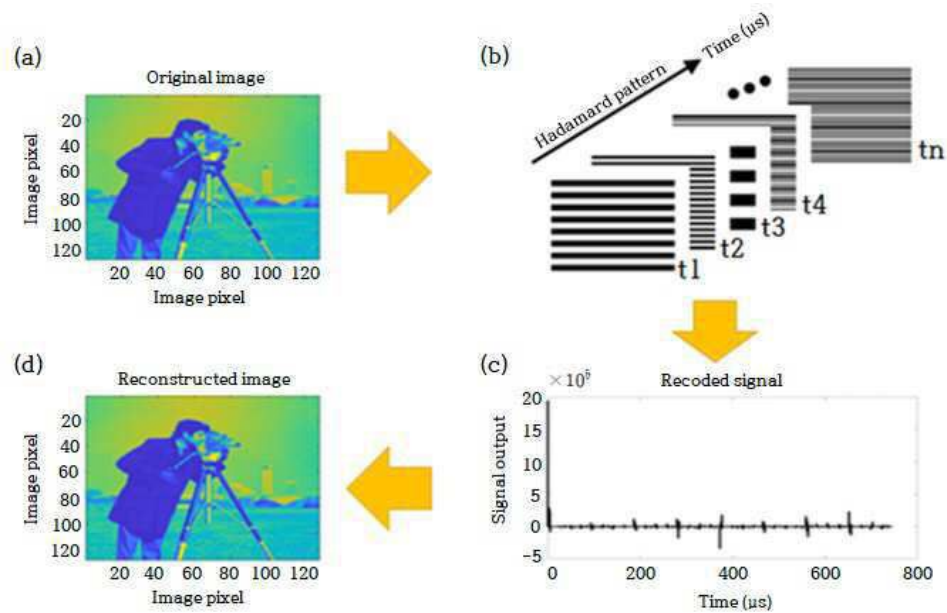 (a)
Original image
Image pixel
20
40
60
80
100
120
20 40 60 80 100 120
Image pixel
(b)
Hadamard pattern
Time (μs)
t1
t2
t3
t4
tn
(d)
Reconstructed image
Image pixel
20
40
60
80
100
120
20 40 60 80 100 120
Image pixel
(c)
×10⁶
Recoded signal
Signal output
20
15
10
5
0
-5
0 200 400 600 800
Time (μs)